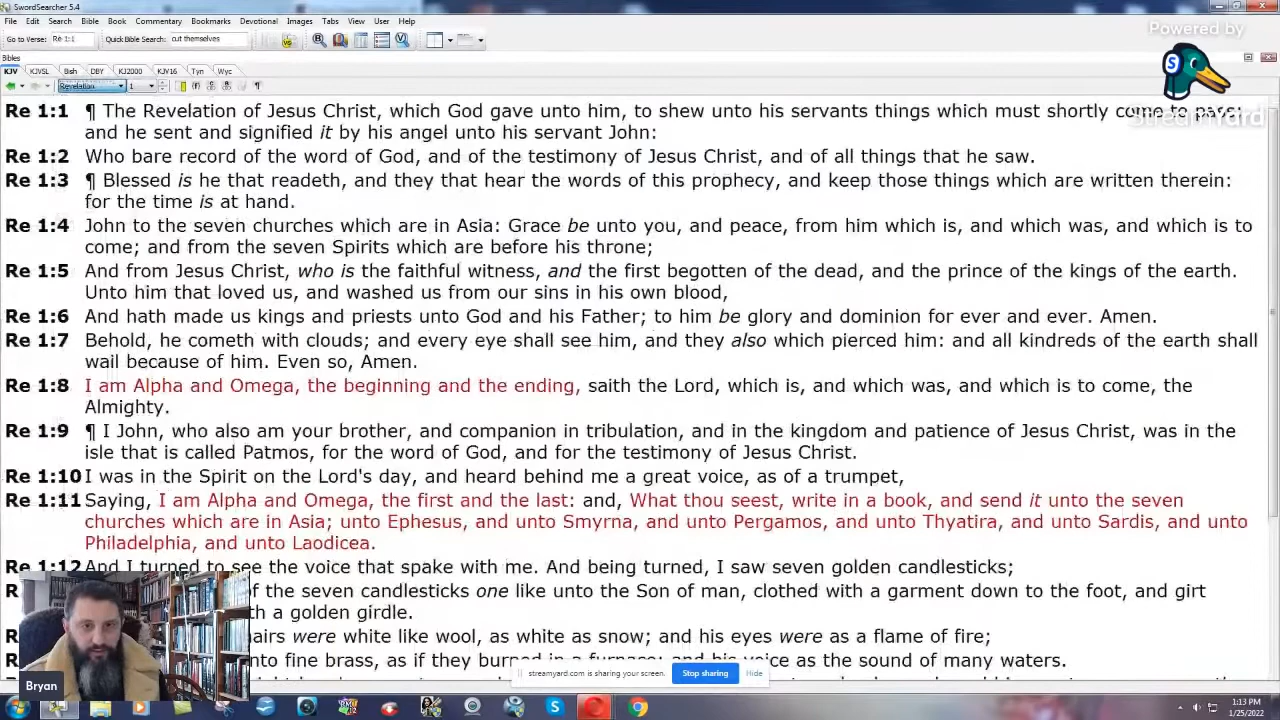 SwordSearcher 5.4
Powered by
File Edit Search Bible Book Commentary Bookmarks Devotional Images Tabs View User Help
Go to Verse: Re 1:1 Quick Bible Search: cut themselves
Bibles
KJV KJVSL Bish DBY KJ2000 KJV16 Tyn Wyc
Revelation 1
StreamYard
Re 1:1 ¶ The Revelation of Jesus Christ, which God gave unto him, to shew unto his servants things which must shortly come to pass;
and he sent and signified it by his angel unto his servant John:
Re 1:2 Who bare record of the word of God, and of the testimony of Jesus Christ, and of all things that he saw.
Re 1:3 ¶ Blessed is he that readeth, and they that hear the words of this prophecy, and keep those things which are written therein:
for the time is at hand.
Re 1:4 John to the seven churches which are in Asia: Grace be unto you, and peace, from him which is, and which was, and which is to
come; and from the seven Spirits which are before his throne;
Re 1:5 And from Jesus Christ, who is the faithful witness, and the first begotten of the dead, and the prince of the kings of the earth.
Unto him that loved us, and washed us from our sins in his own blood,
Re 1:6 And hath made us kings and priests unto God and his Father; to him be glory and dominion for ever and ever. Amen.
Re 1:7 Behold, he cometh with clouds; and every eye shall see him, and they also which pierced him: and all kindreds of the earth shall
wail because of him. Even so, Amen.
Re 1:8 I am Alpha and Omega, the beginning and the ending, saith the Lord, which is, and which was, and which is to come, the
Almighty.
Re 1:9 ¶ I John, who also am your brother, and companion in tribulation, and in the kingdom and patience of Jesus Christ, was in the
isle that is called Patmos, for the word of God, and for the testimony of Jesus Christ.
Re 1:10 I was in the Spirit on the Lord's day, and heard behind me a great voice, as of a trumpet,
Re 1:11 Saying, I am Alpha and Omega, the first and the last: and, What thou seest, write in a book, and send it unto the seven
churches which are in Asia; unto Ephesus, and unto Smyrna, and unto Pergamos, and unto Thyatira, and unto Sardis, and unto
Philadelphia, and unto Laodicea.
Re 1:12 And I turned to see the voice that spake with me. And being turned, I saw seven golden candlesticks;
of the seven candlesticks one like unto the Son of man, clothed with a garment down to the foot, and girt
a golden girdle.
hairs were white like wool, as white as snow; and his eyes were as a flame of fire;
unto fine brass, as if they burned in a furnace; and his voice as the sound of many waters.
streamyard.com is sharing your screen. Stop sharing Hide
Bryan
1:13 PM
1/25/2022